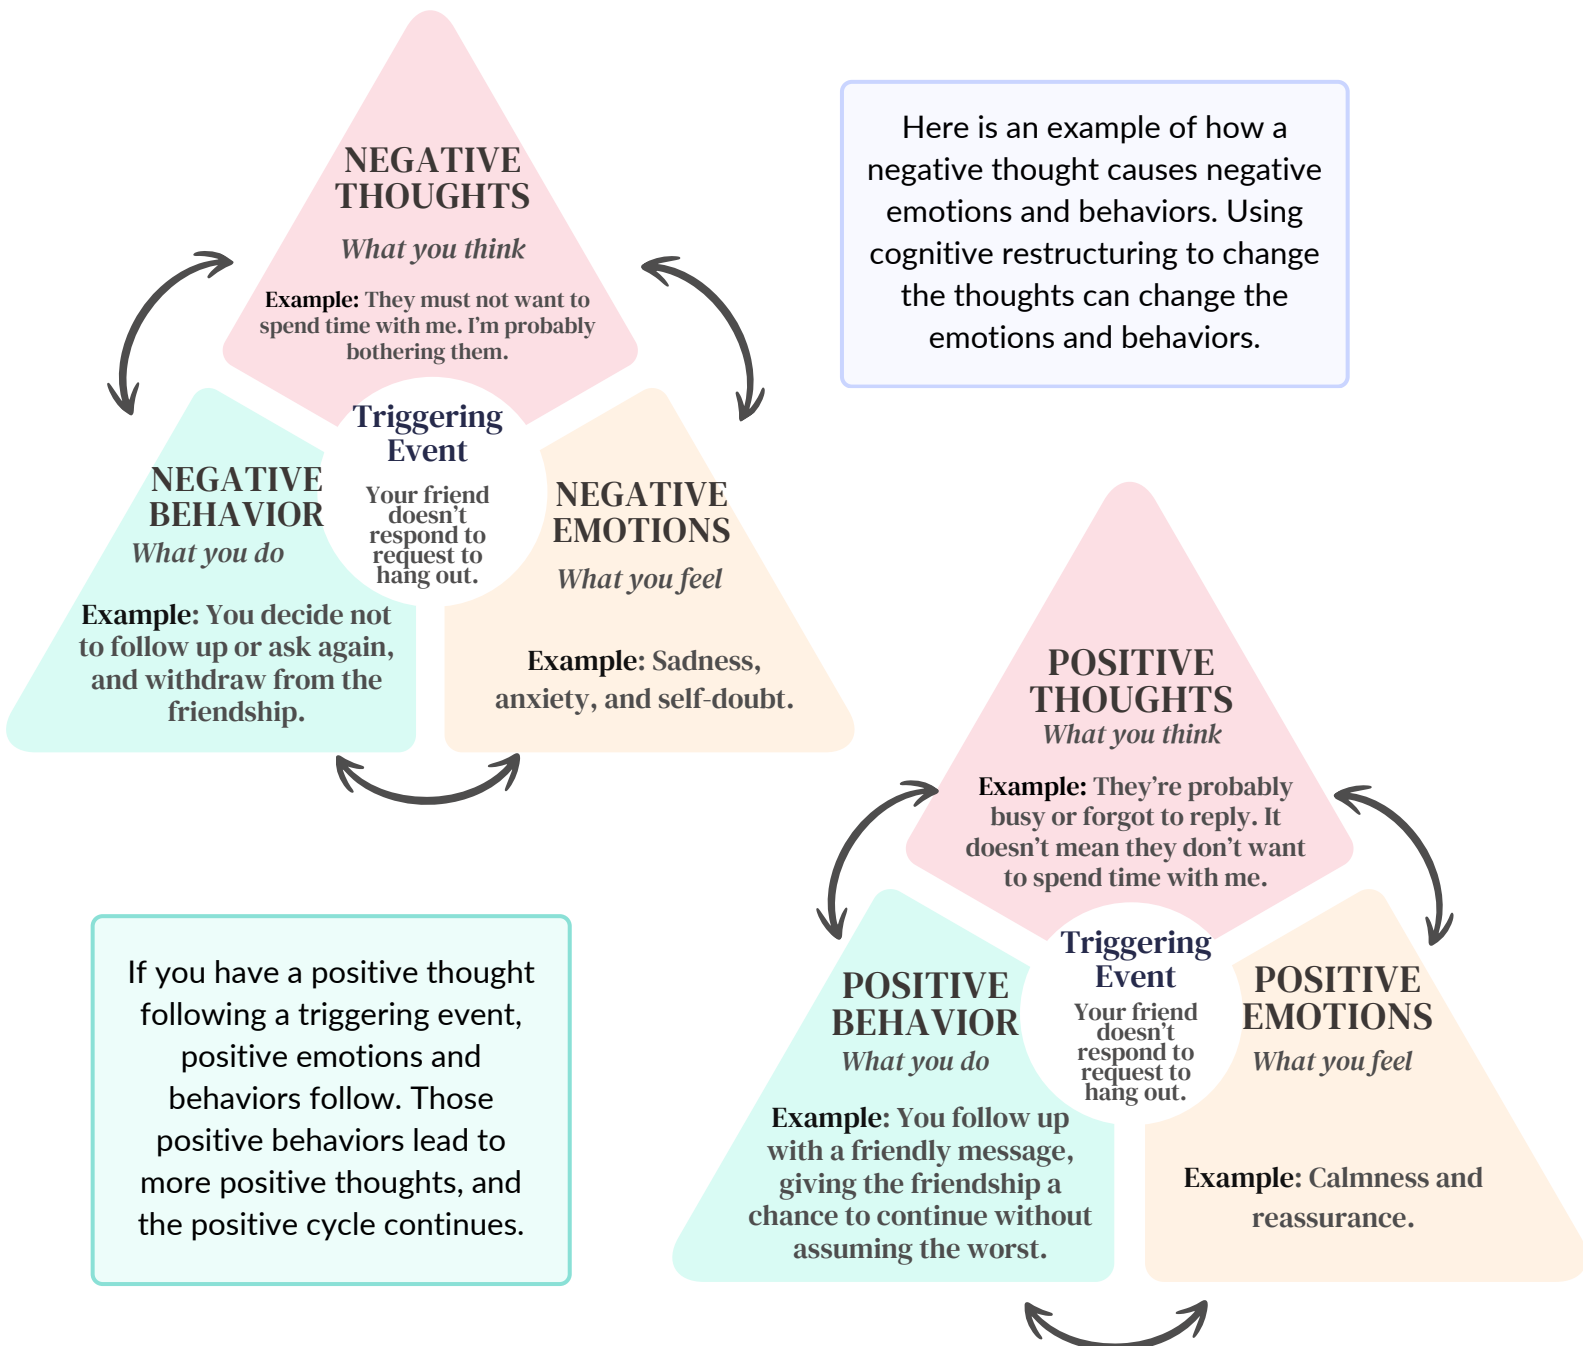 NEGATIVE
THOUGHTS
What you think
Example: They must not want to
spend time with me. I'm probably
bothering them.
Here is an example of how a
negative thought causes negative
emotions and behaviors. Using
cognitive restructuring to change
the thoughts can change the
emotions and behaviors.
Triggering
Event
Your friend
doesn't
respond to
request to
hang out.
NEGATIVE
BEHAVIOR
What you do
Example: You decide not
to follow up or ask again,
and withdraw from the
friendship.
NEGATIVE
EMOTIONS
What you feel
Example: Sadness,
anxiety, and self-doubt.
If you have a positive thought
following a triggering event,
positive emotions and
behaviors follow. Those
positive behaviors lead to
more positive thoughts, and
the positive cycle continues.
POSITIVE
THOUGHTS
What you think
Example: They're probably
busy or forgot to reply. It
doesn't mean they don't want
to spend time with me.
Triggering
Event
Your friend
doesn't
respond to
request to
hang out.
POSITIVE
BEHAVIOR
What you do
Example: You follow up
with a friendly message,
giving the friendship a
chance to continue without
assuming the worst.
POSITIVE
EMOTIONS
What you feel
Example: Calmness and
reassurance.